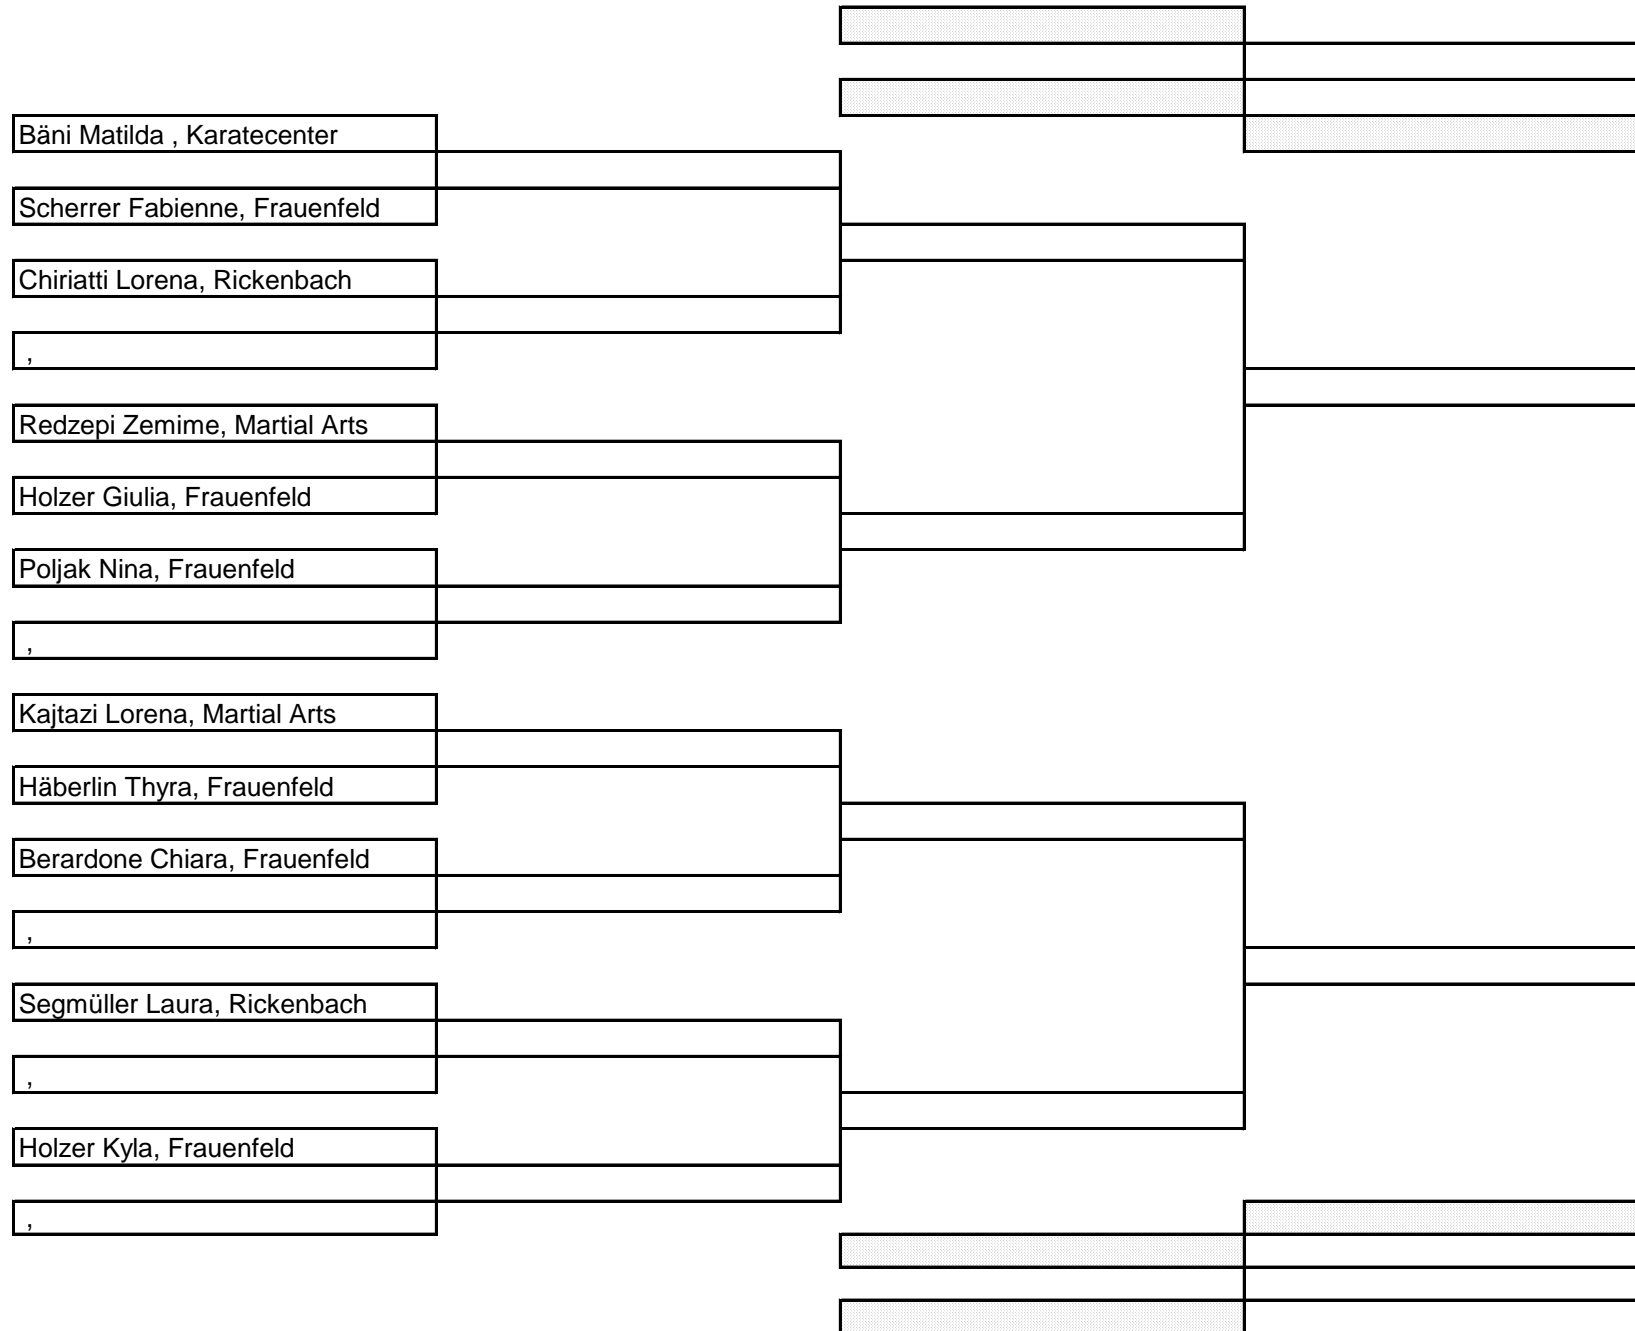 Bäni Matilda , Karatecenter
Scherrer Fabienne, Frauenfeld
Chiriatti Lorena, Rickenbach
,
Redzepi Zemime, Martial Arts
Holzer Giulia, Frauenfeld
Poljak Nina, Frauenfeld
,
Kajtazi Lorena, Martial Arts
Häberlin Thyra, Frauenfeld
Berardone Chiara, Frauenfeld
,
Segmüller Laura, Rickenbach
,
Holzer Kyla, Frauenfeld
,